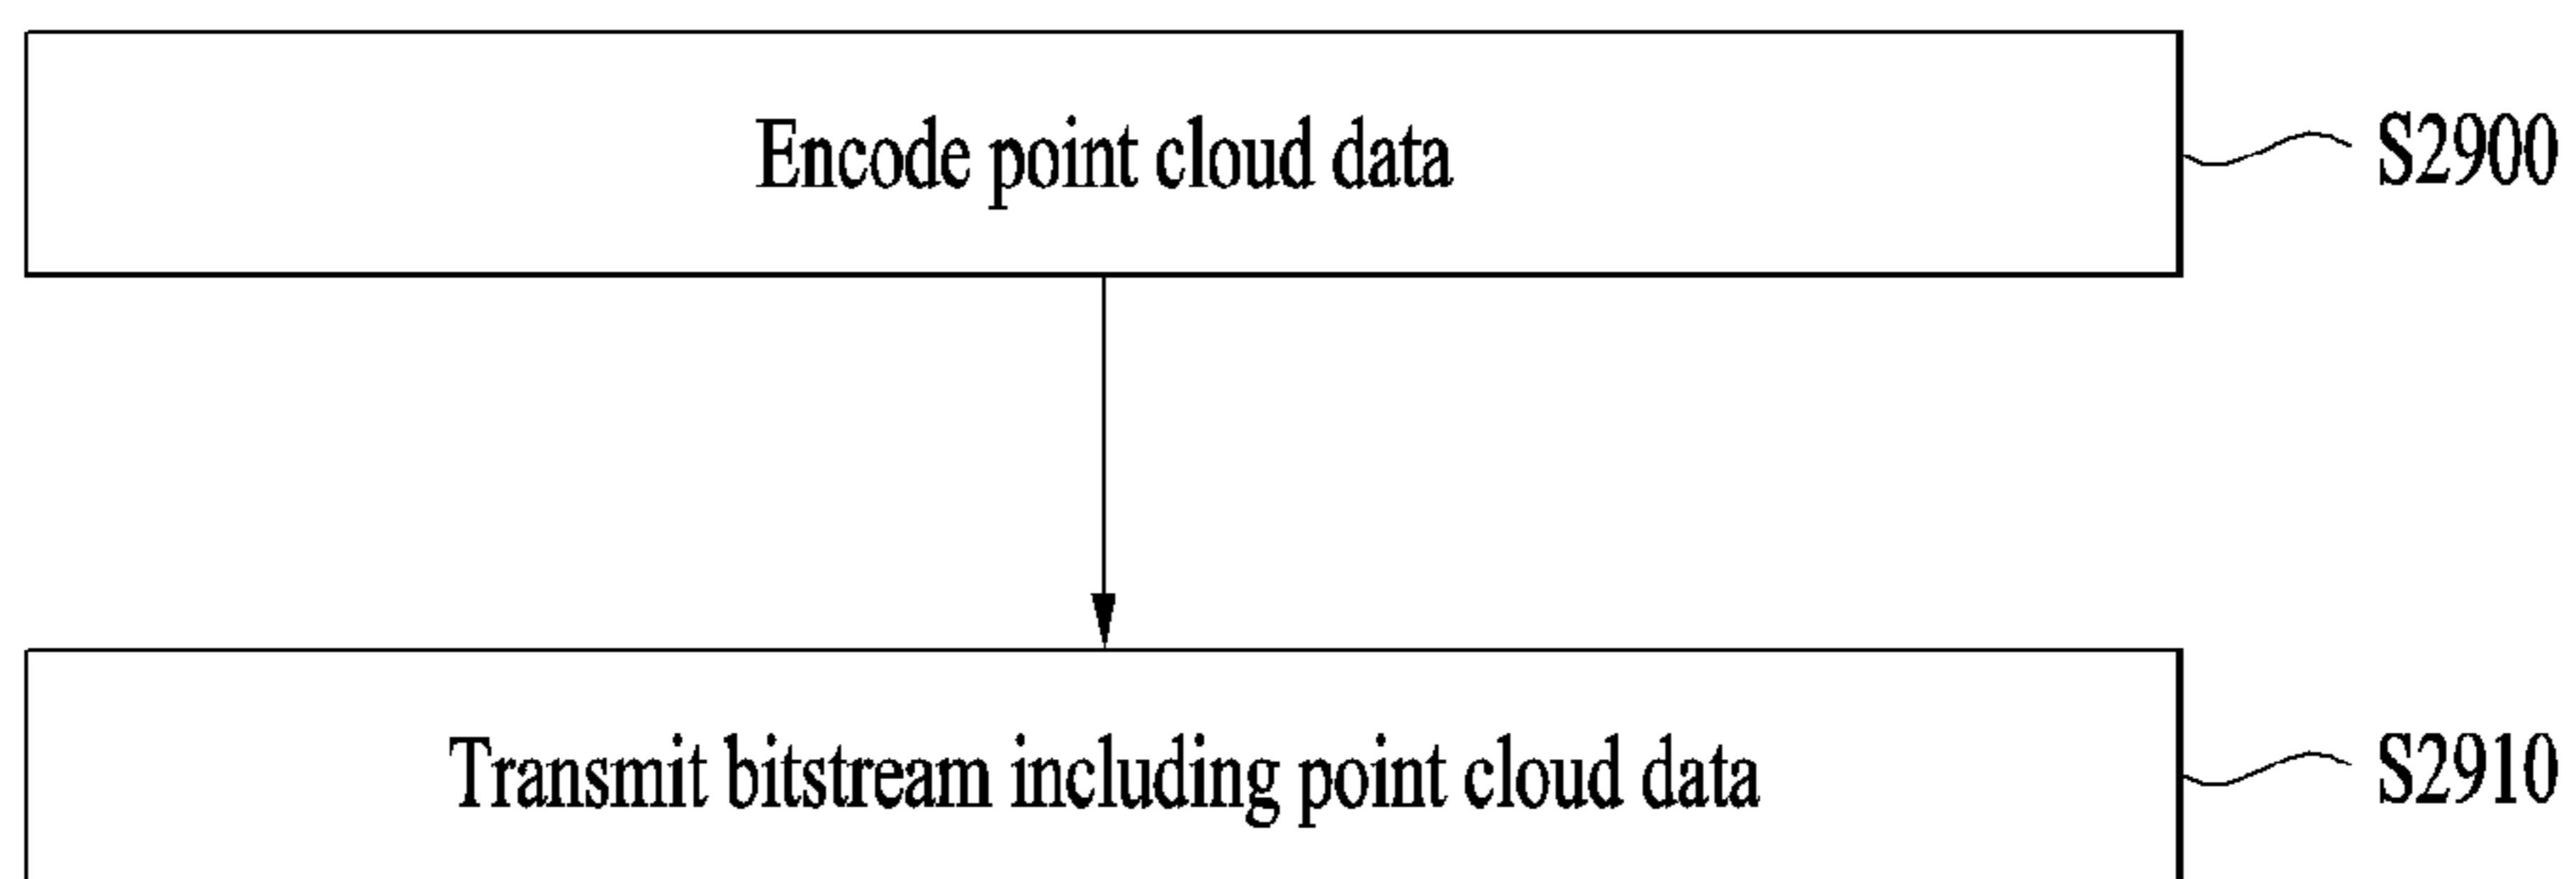 Encode point cloud data
S2900
Transmit bitstream including point cloud data
S2910